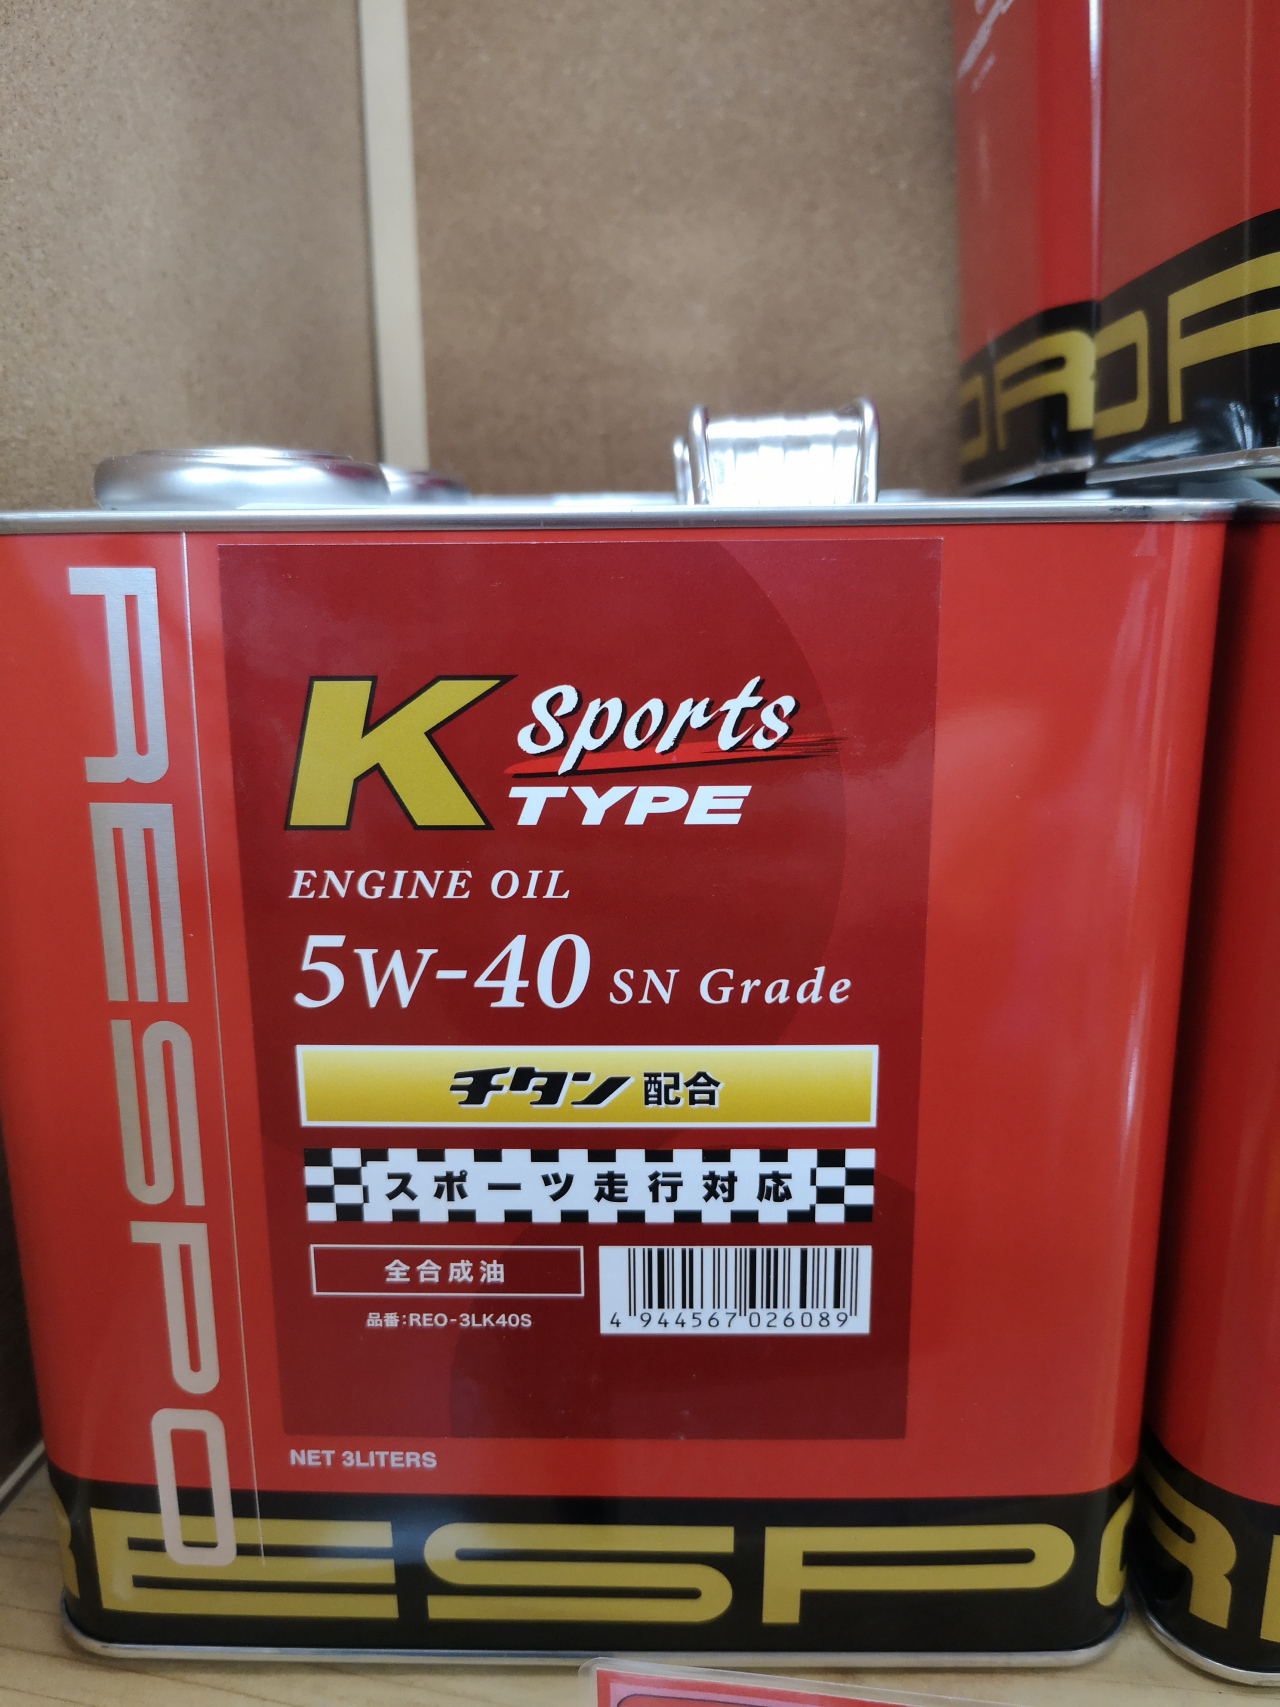 RESPO
K Sports
TYPE
ENGINE OIL
5W-40 SN Grade
チタン配合
スポーツ走行対応
全合成油
品番:REO-3LK40S
4 944567 026089
NET 3LITERS
RESPO